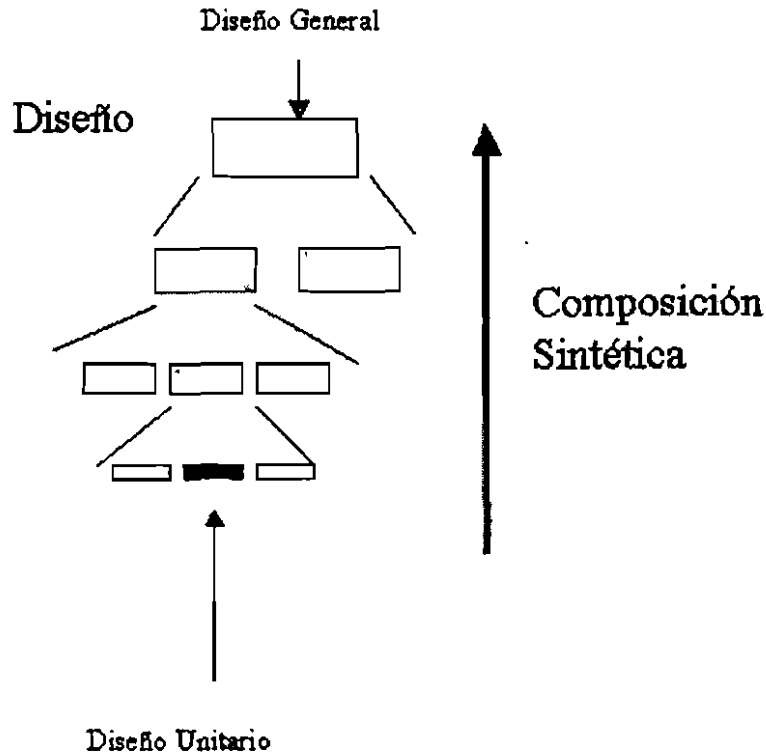 Diseño General
Diseño
Composición
Sintética
Diseño Unitario